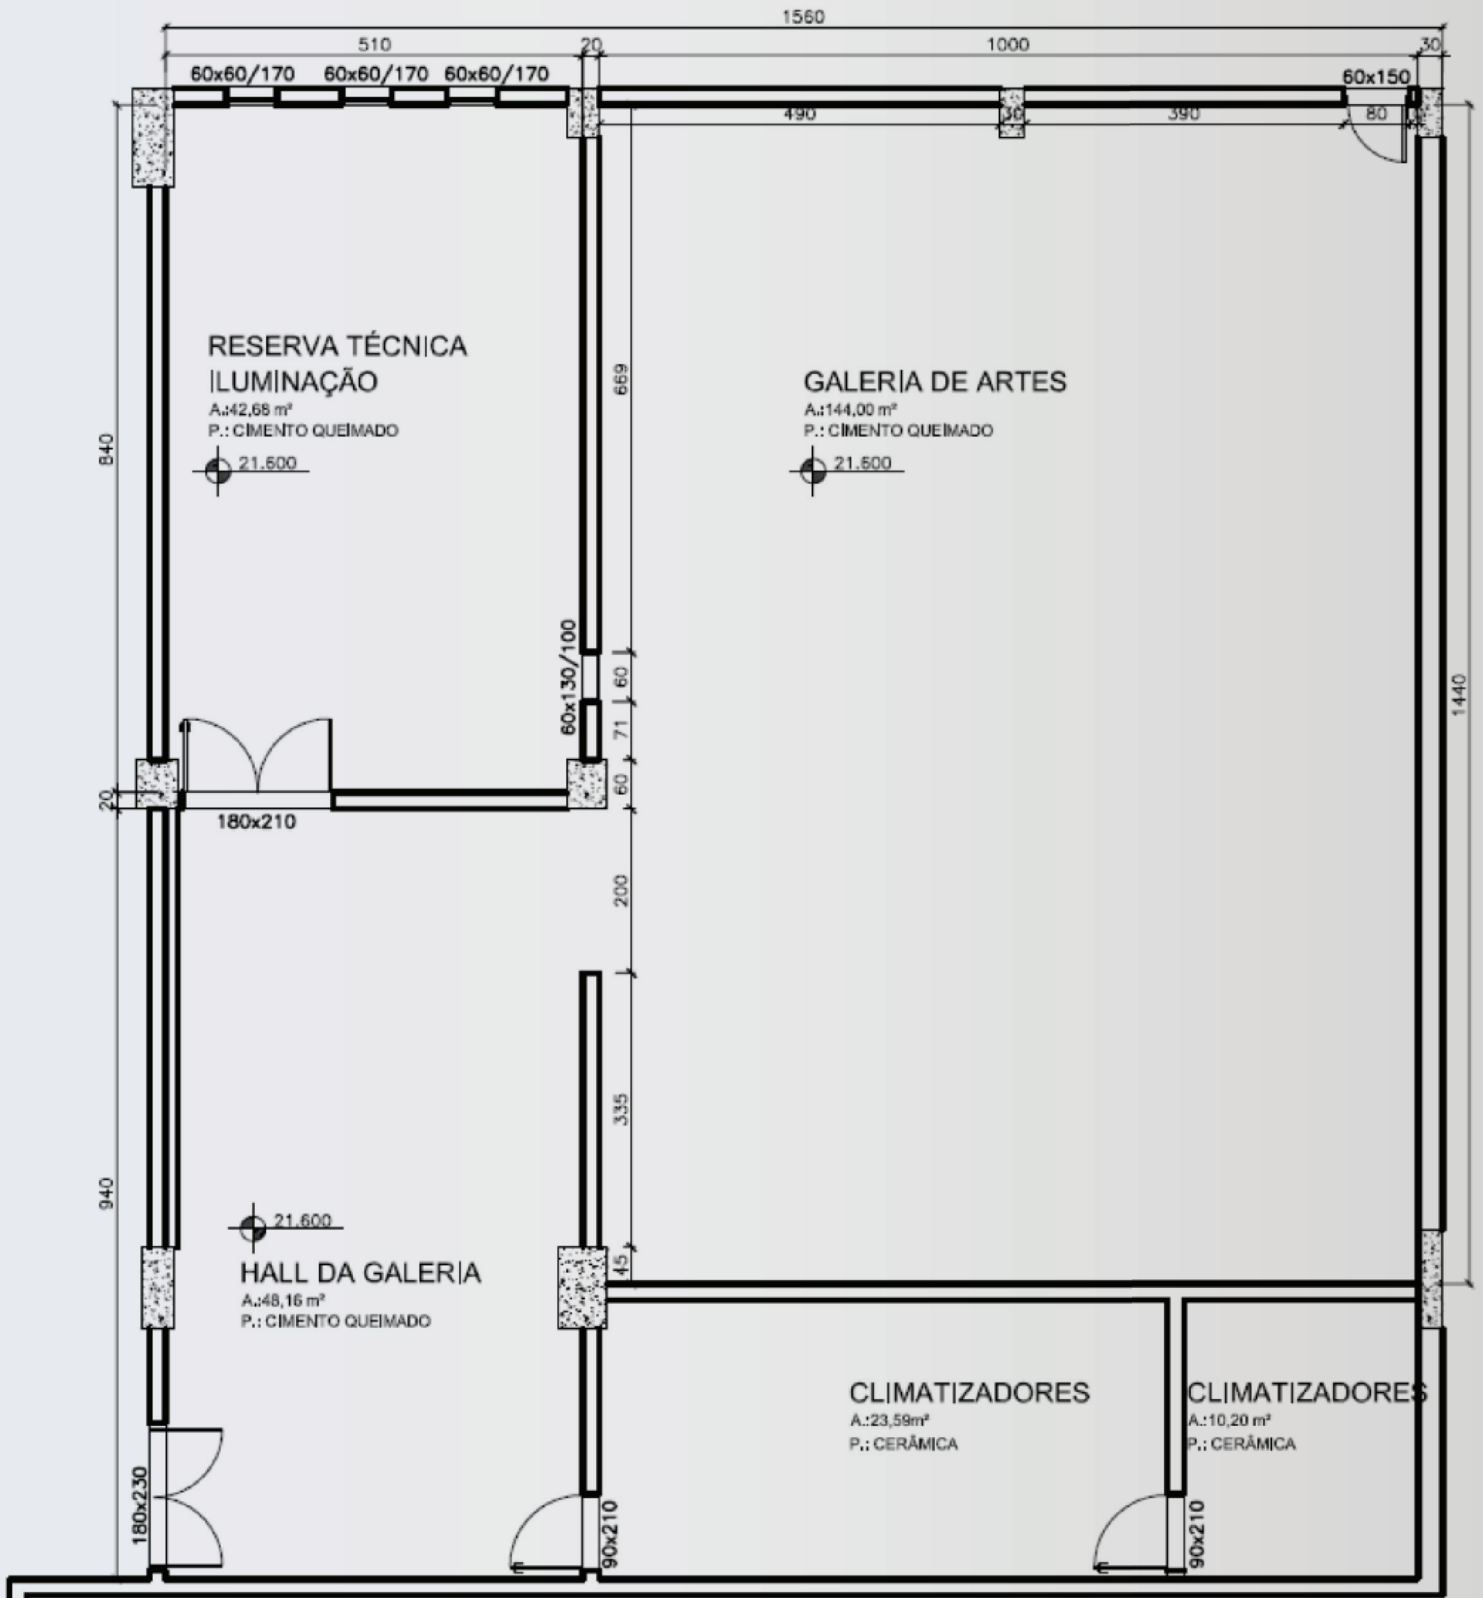 1560
510
20
1000
30
60x60/170
60x60/170
60x60/170
60x150
490
30
390
80
RESERVA TÉCNICA
ILUMINAÇÃO
A.:42,68 m²
P.: CIMENTO QUEIMADO
21.600
669
GALERIA DE ARTES
A.:144,00 m²
P.: CIMENTO QUEIMADO
21.600
840
60x130/100
60
71
60
1440
20
180x210
200
335
940
21.600
HALL DA GALERIA
A.:48,16 m²
P.: CIMENTO QUEIMADO
45
CLIMATIZADORES
A.:23,59m²
P.: CERÂMICA
CLIMATIZADORES
A.:10,20 m²
P.: CERÂMICA
180x230
90x210
90x210